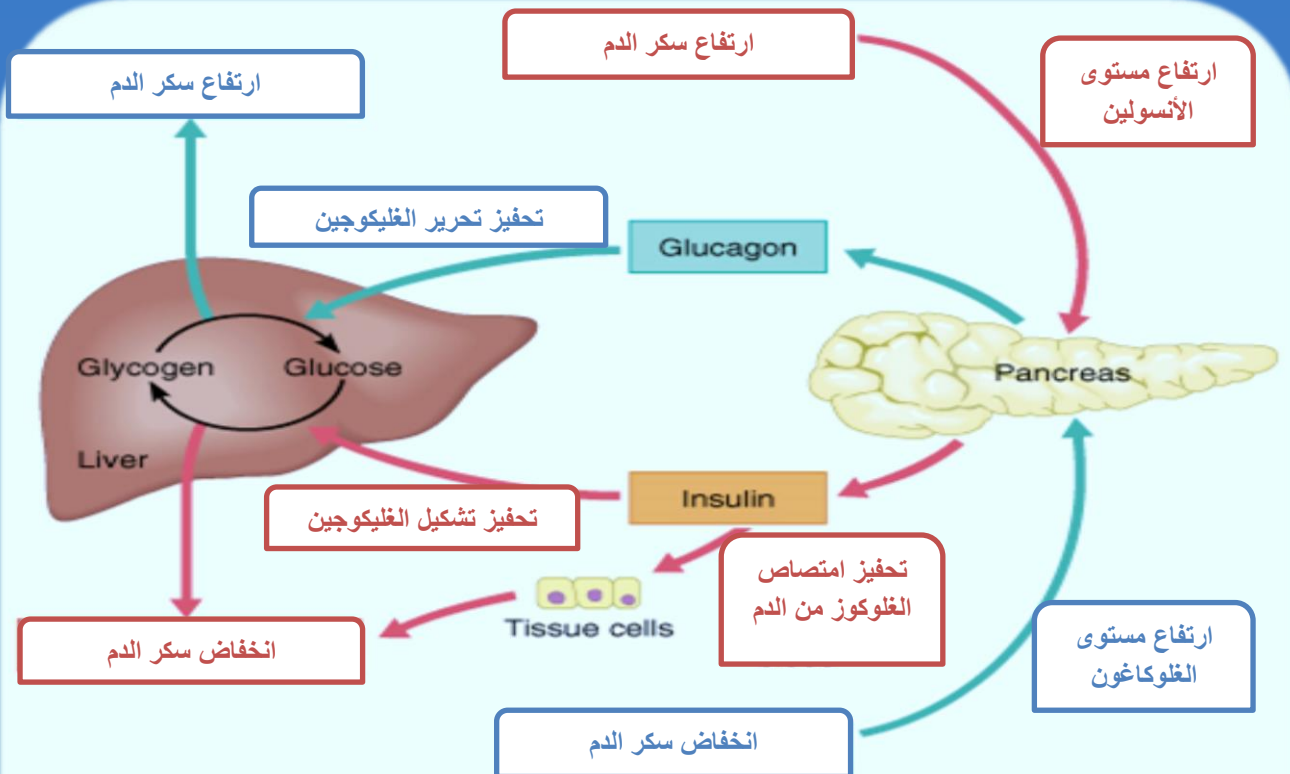 ارتفاع سكر الدم
ارتفاع مستوى
الأنسولين
ارتفاع سكر الدم
تحفيز تحرير الغليكوجين
Glucagon
Glycogen
Glucose
Pancreas
Liver
Insulin
تحفيز تشكيل الغليكوجين
تحفيز امتصاص
الغلوكوز من الدم
Tissue cells
انخفاض سكر الدم
ارتفاع مستوى
الغلوكاغون
انخفاض سكر الدم